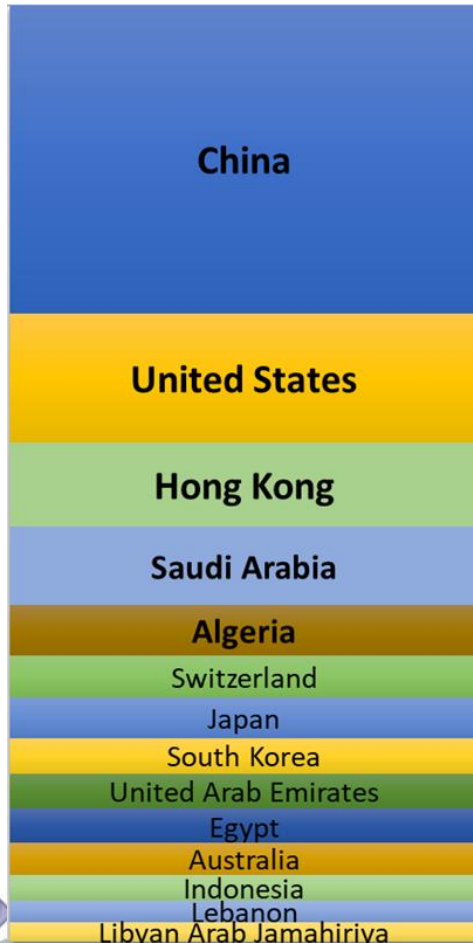 China
United States
Hong Kong
Saudi Arabia
Algeria
Switzerland
Japan
South Korea
United Arab Emirates
Egypt
Australia
Indonesia
Lebanon
Libyan Arab Jamahiriya